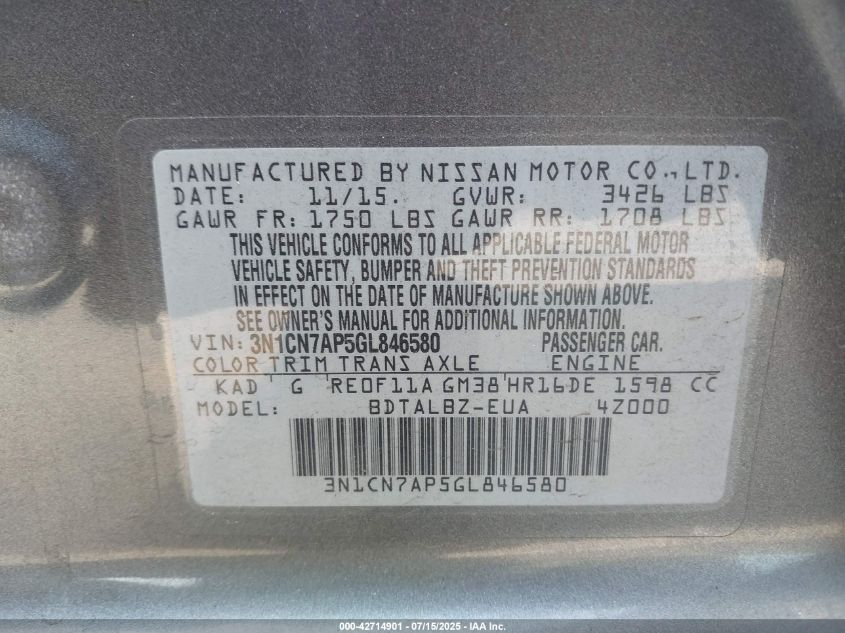 MANUFACTURED BY NISSAN MOTOR CO.,LTD.
DATE: 11/15. GVWR: 3426 LBS
GAWR FR: 1750 LBS GAWR RR: 1708 LBS
THIS VEHICLE CONFORMS TO ALL APPLICABLE FEDERAL MOTOR
VEHICLE SAFETY, BUMPER AND THEFT PREVENTION STANDARDS
IN EFFECT ON THE DATE OF MANUFACTURE SHOWN ABOVE.
SEE OWNER'S MANUAL FOR ADDITIONAL INFORMATION.
VIN: 3N1CN7AP5GL846580 PASSENGER CAR.
COLOR TRIM TRANS AXLE ENGINE
KAD G RE0F11A GM38 HR16DE 1598 CC
MODEL: BDTALBZ-EUA 4Z000
3N1CN7AP5GL846580
000-42714901 - 07/15/2025 - IAA Inc.